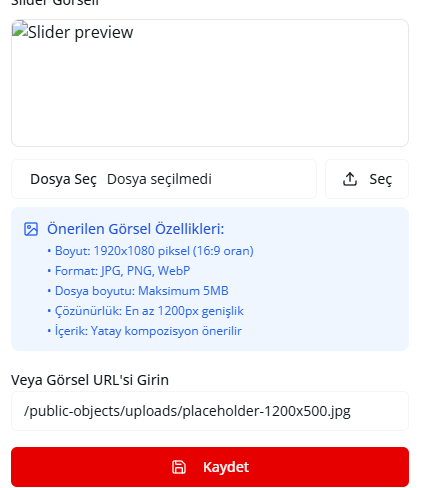 Slider Görseli
Slider preview
Dosya Seç Dosya seçilmedi
Seç
Önerilen Görsel Özellikleri:
• Boyut: 1920x1080 piksel (16:9 oran)
• Format: JPG, PNG, WebP
• Dosya boyutu: Maksimum 5MB
• Çözünürlük: En az 1200px genişlik
• İçerik: Yatay kompozisyon önerilir
Veya Görsel URL'si Girin
/public-objects/uploads/placeholder-1200x500.jpg
Kaydet